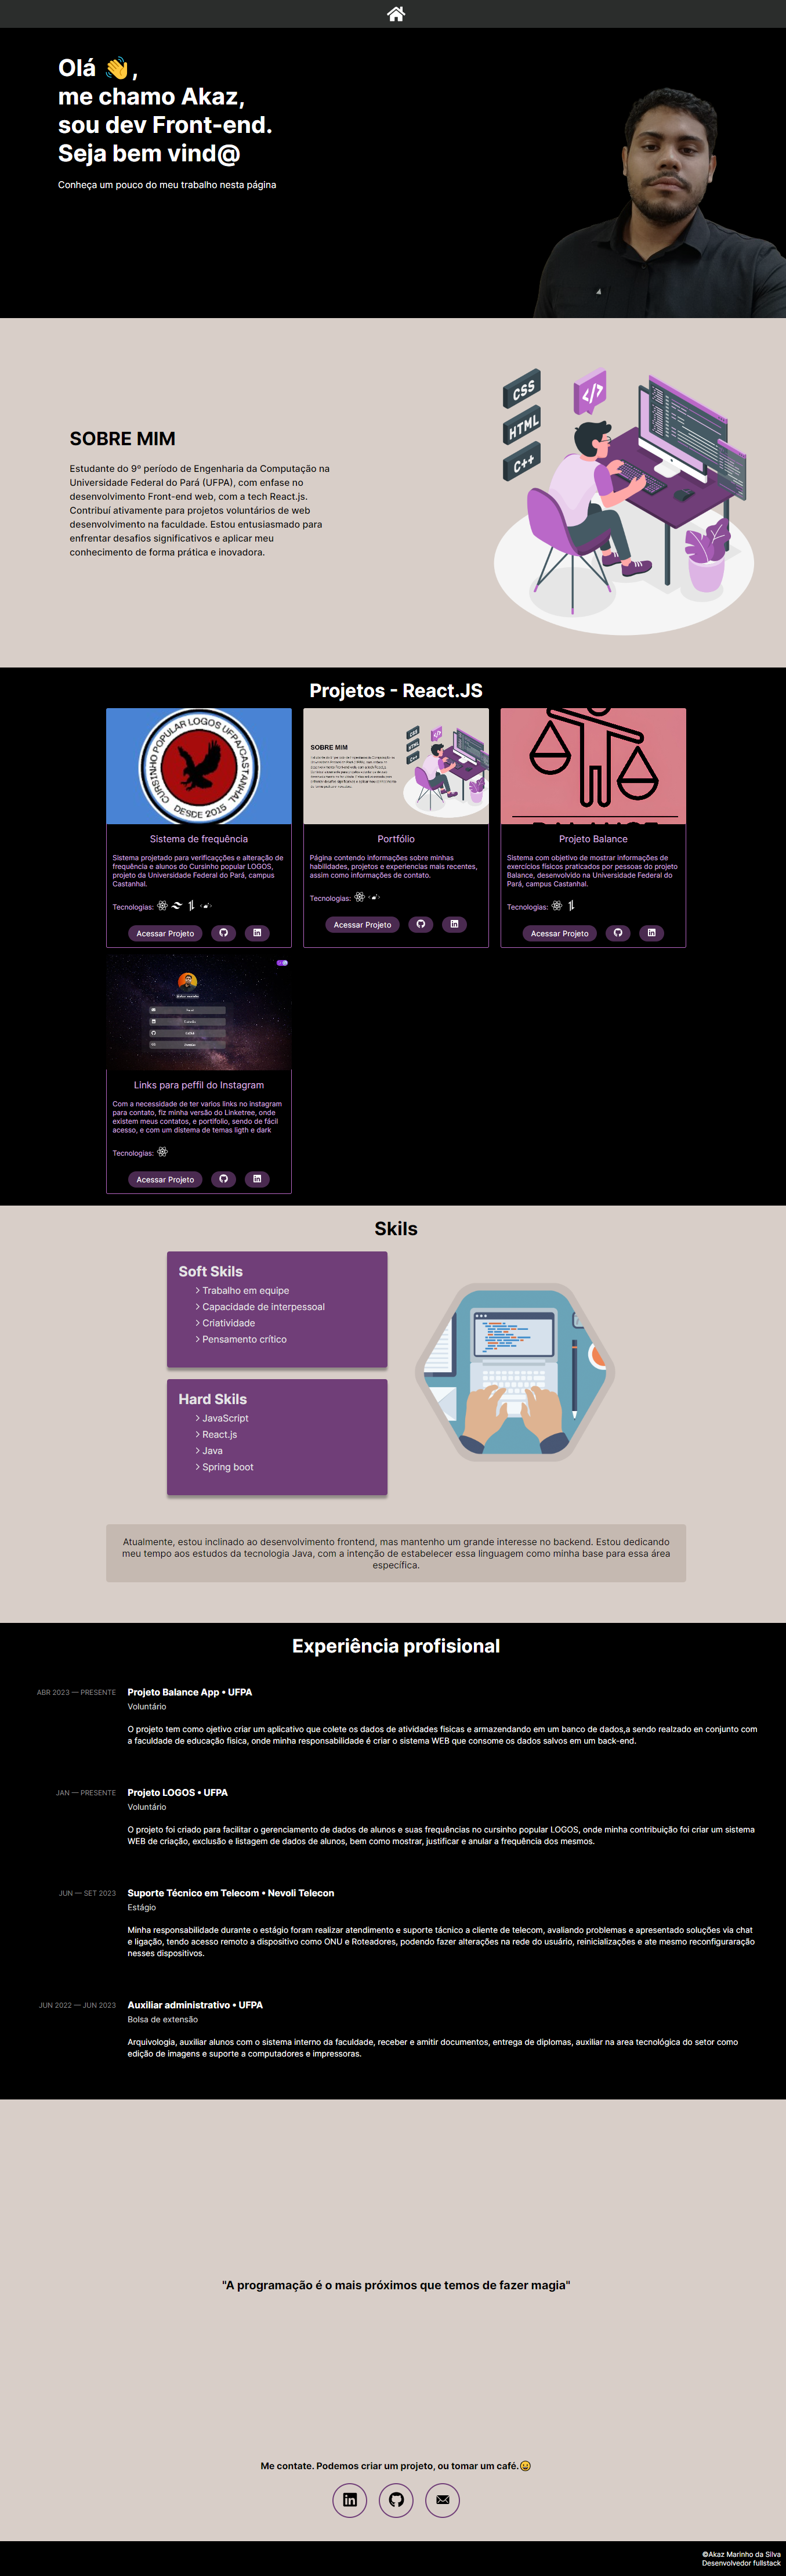 Olá 👋,
me chamo Akaz,
sou dev Front-end.
Seja bem vind@
Conheça um pouco do meu trabalho nesta página
CSS
HTML
C++
</>
SOBRE MIM
Estudante do 9º período de Engenharia da Computação na
Universidade Federal do Pará (UFPA), com enfase no
desenvolvimento Front-end web, com a tech React.js.
Contribuí ativamente para projetos voluntários de web
desenvolvimento na faculdade. Estou entusiasmado para
enfrentar desafios significativos e aplicar meu
conhecimento de forma prática e inovadora.
Projetos - React.JS
CURSINHO POPULAR LOGOS UFPA/CASTANHAL
DESDE 2015
Sistema de frequência
Sistema projetado para verificacções e alteração de
frequência e alunos do Cursinho popular LOGOS,
projeto da Universidade Federal do Pará, campus
Castanhal.
Tecnologias:
Acessar Projeto
SOBRE MIM
CSS
HTML
C++
Portfólio
Página contendo informações sobre minhas
habilidades, projetos e experiencias mais recentes,
assim como informações de contato.
Tecnologias:
Acessar Projeto
Projeto Balance
Sistema com objetivo de mostrar informações de
exercícios físicos praticados por pessoas do projeto
Balance, desenvolvido na Universidade Federal do
Pará, campus Castanhal.
Tecnologias:
Acessar Projeto
Links para peffil do Instagram
Com a necessidade de ter varios links no instagram
para contato, fiz minha versão do Linketree, onde
existem meus contatos, e portifolio, sendo de fácil
acesso, e com um distema de temas ligth e dark
Tecnologias:
Acessar Projeto
Skils
Soft Skils
Trabalho em equipe
Capacidade de interpessoal
Criatividade
Pensamento crítico
Hard Skils
JavaScript
React.js
Java
Spring boot
Atualmente, estou inclinado ao desenvolvimento frontend, mas mantenho um grande interesse no backend. Estou dedicando
meu tempo aos estudos da tecnologia Java, com a intenção de estabelecer essa linguagem como minha base para essa área
específica.
Experiência profisional
ABR 2023 — PRESENTE
Projeto Balance App • UFPA
Voluntário
O projeto tem como ojetivo criar um aplicativo que colete os dados de atividades fisicas e armazendando em um banco de dados,a sendo realzado en conjunto com
a faculdade de educação fisica, onde minha responsabilidade é criar o sistema WEB que consome os dados salvos em um back-end.
JAN — PRESENTE
Projeto LOGOS • UFPA
Voluntário
O projeto foi criado para facilitar o gerenciamento de dados de alunos e suas frequências no cursinho popular LOGOS, onde minha contribuição foi criar um sistema
WEB de criação, exclusão e listagem de dados de alunos, bem como mostrar, justificar e anular a frequência dos mesmos.
JUN — SET 2023
Suporte Técnico em Telecom • Nevoli Telecon
Estágio
Minha responsabilidade durante o estágio foram realizar atendimento e suporte tácnico a cliente de telecom, avaliando problemas e apresentado soluções via chat
e ligação, tendo acesso remoto a dispositivo como ONU e Roteadores, podendo fazer alterações na rede do usuário, reinicializações e ate mesmo reconfiguraração
nesses dispositivos.
JUN 2022 — JUN 2023
Auxiliar administrativo • UFPA
Bolsa de extensão
Arquivologia, auxiliar alunos com o sistema interno da faculdade, receber e amitir documentos, entrega de diplomas, auxiliar na area tecnológica do setor como
edição de imagens e suporte a computadores e impressoras.
"A programação é o mais próximos que temos de fazer magia"
Me contate. Podemos criar um projeto, ou tomar um café.😉
©Akaz Marinho da Silva
Desenvolvedor fullstack